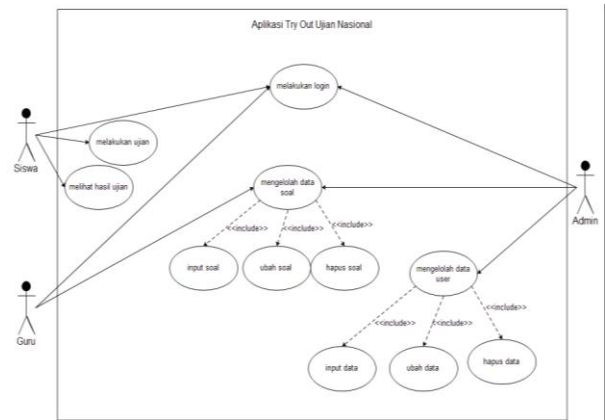 Aplikasi Try Out Ujian Nasional
melakukan login
Siswa
melakukan ujian
melihat hasil ujian
mengelolah data
soal
Admin
<<include>>
<<include>>
<<include>>
input soal
ubah soal
hapus soal
mengelolah data
user
Guru
<<include>>
<<include>>
<<include>>
input data
ubah data
hapus data